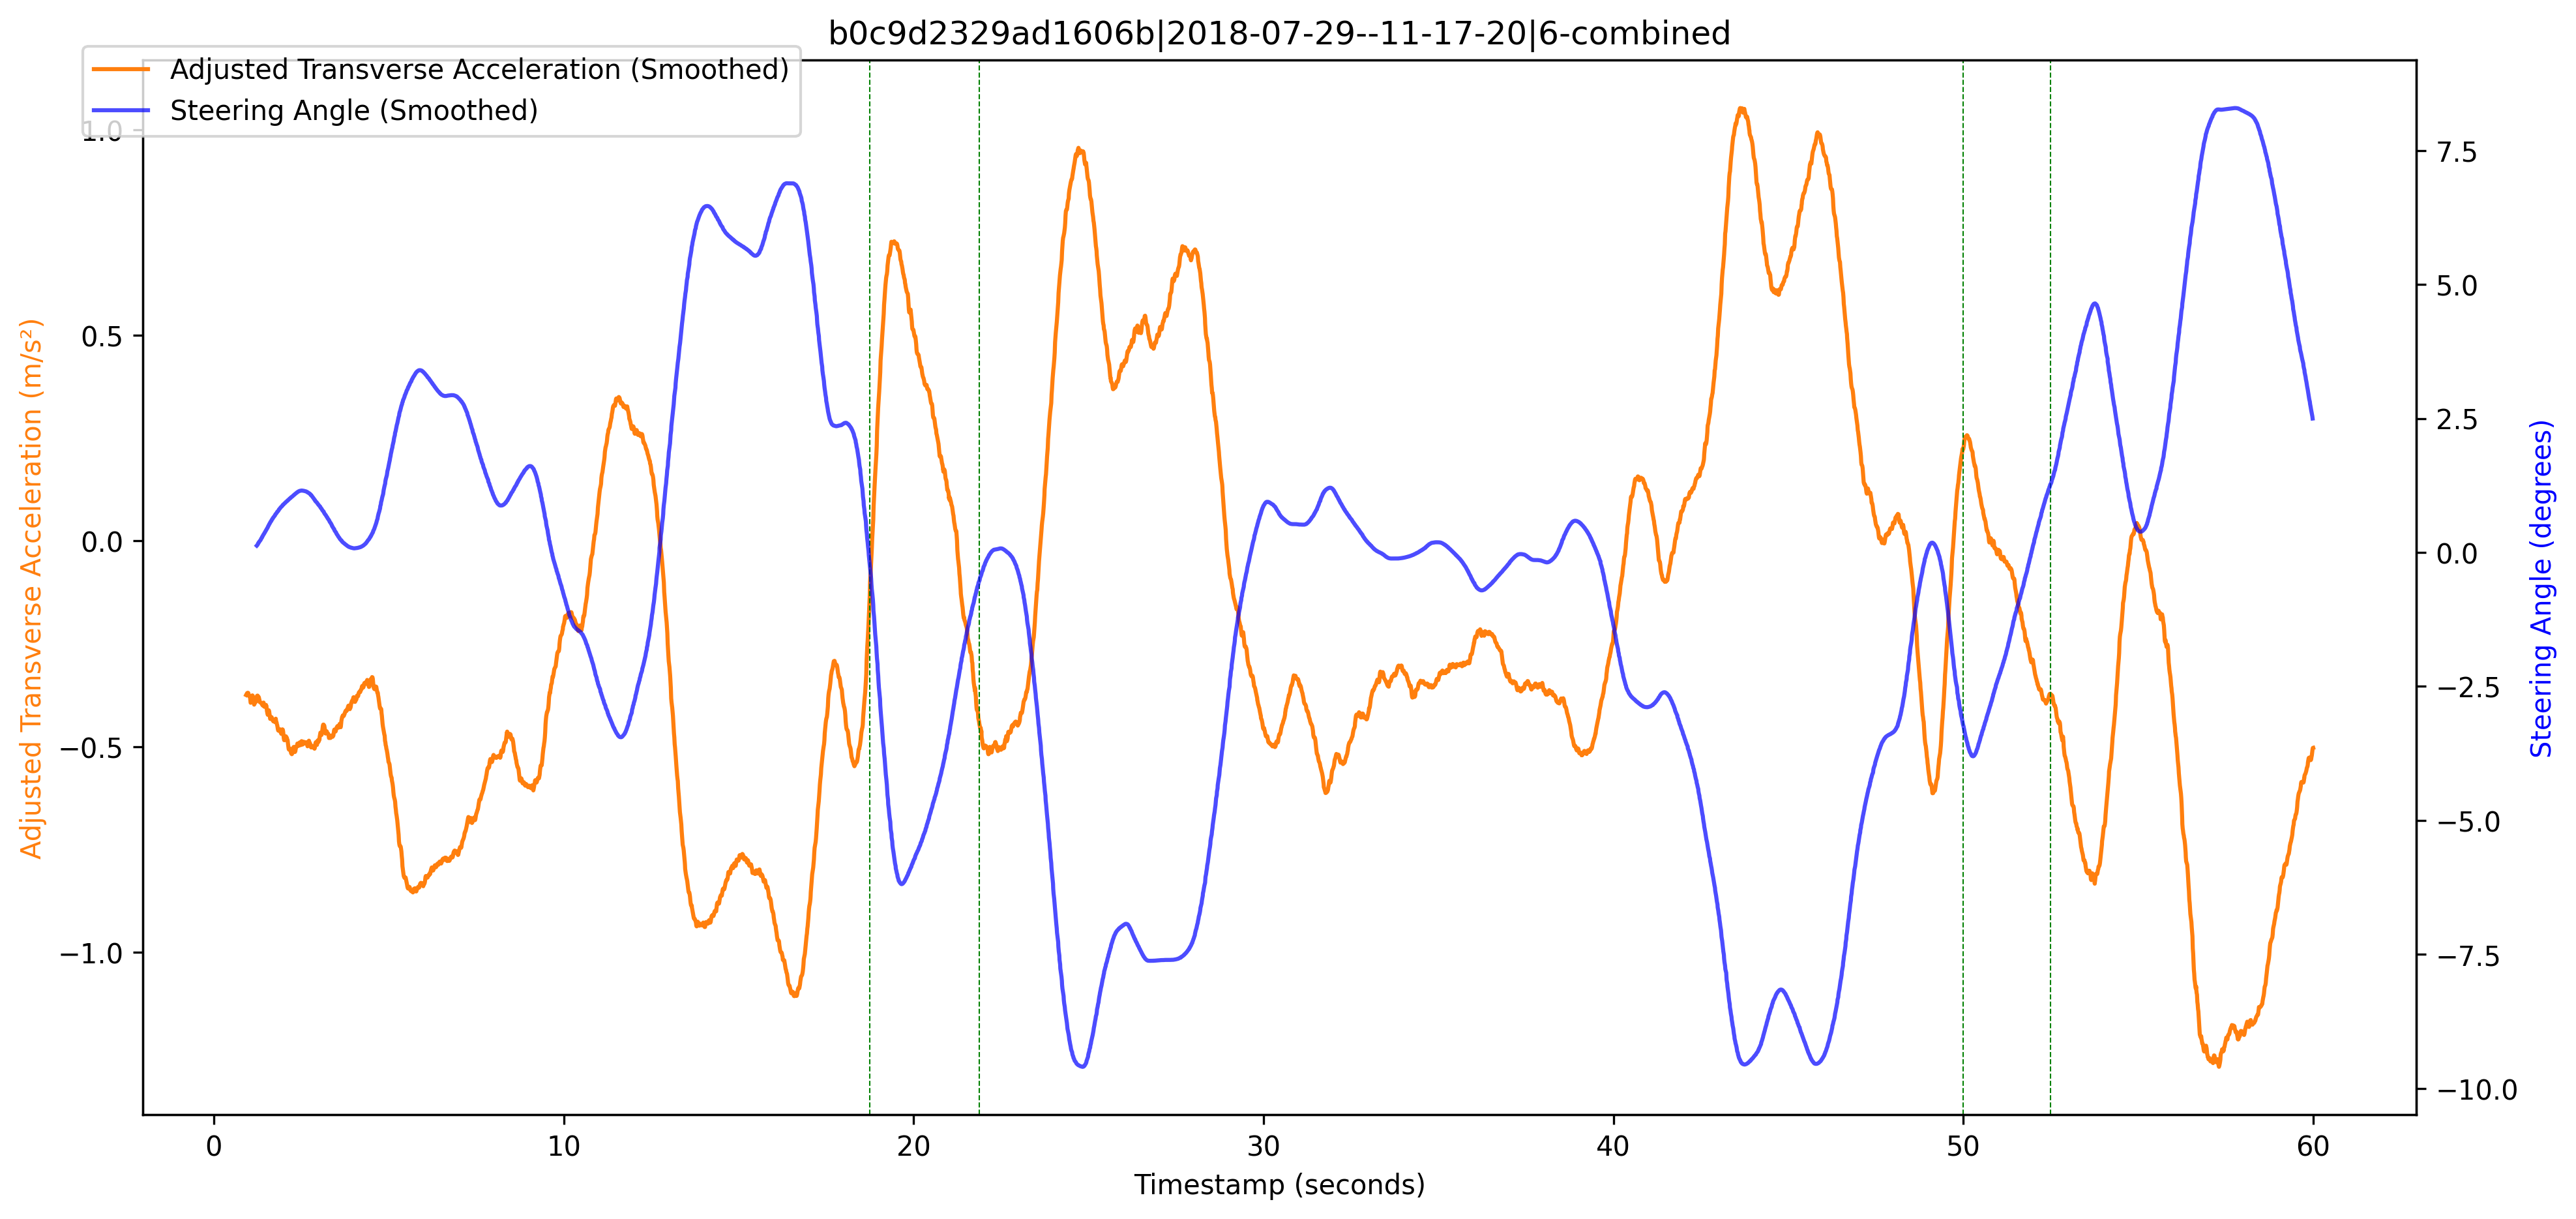 b0c9d2329ad1606b|2018-07-29--11-17-20|6-combined
Adjusted Transverse Acceleration (Smoothed)
Steering Angle (Smoothed)
Adjusted Transverse Acceleration (m/s²)
1.0
0.5
0.0
−0.5
−1.0
7.5
5.0
2.5
0.0
−2.5
−5.0
−7.5
−10.0
Steering Angle (degrees)
0 10 20 30 40 50 60
Timestamp (seconds)